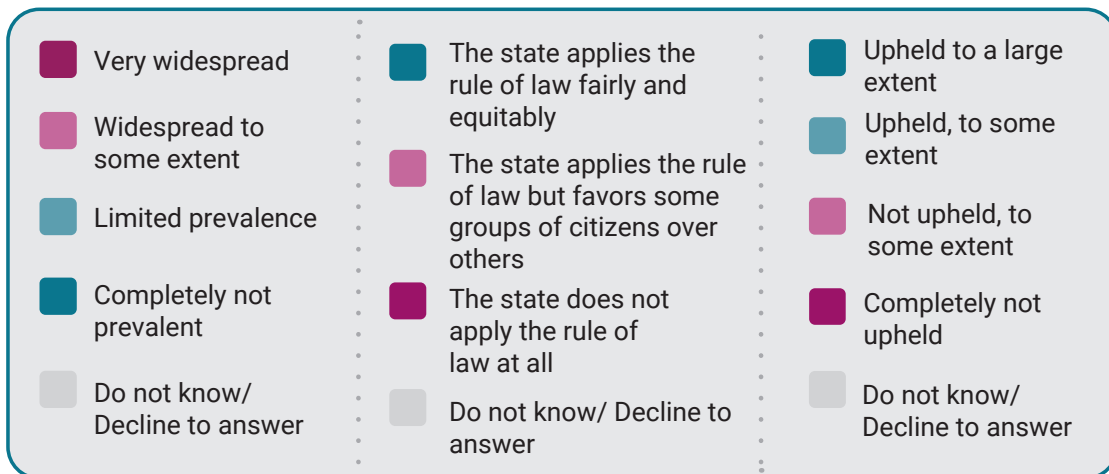 Very widespread
Widespread to
some extent
Limited prevalence
Completely not
prevalent
Do not know/
Decline to answer
The state applies the
rule of law fairly and
equitably
The state applies the rule
of law but favors some
groups of citizens over
others
The state does not
apply the rule of
law at all
Do not know/ Decline to
answer
Upheld to a large
extent
Upheld, to some
extent
Not upheld, to
some extent
Completely not
upheld
Do not know/
Decline to answer